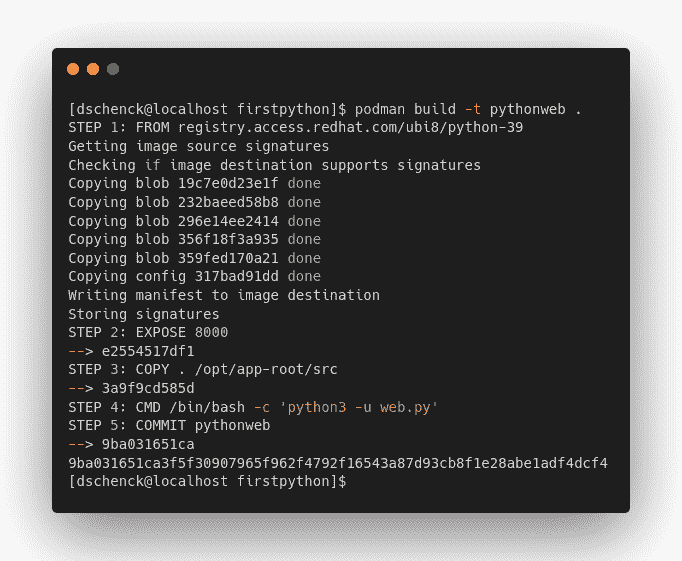 [dschenck@localhost firstpython]$ podman build -t pythonweb .
STEP 1: FROM registry.access.redhat.com/ubi8/python-39
Getting image source signatures
Checking if image destination supports signatures
Copying blob 19c7e0d23e1f done
Copying blob 232baeed58b8 done
Copying blob 296e14ee2414 done
Copying blob 356f18f3a935 done
Copying blob 359fed170a21 done
Copying config 317bad91dd done
Writing manifest to image destination
Storing signatures
STEP 2: EXPOSE 8000
--> e2554517df1
STEP 3: COPY . /opt/app-root/src
--> 3a9f9cd585d
STEP 4: CMD /bin/bash -c 'python3 -u web.py'
STEP 5: COMMIT pythonweb
--> 9ba031651ca
9ba031651ca3f5f30907965f962f4792f16543a87d93cb8f1e28abe1adf4dcf4
[dschenck@localhost firstpython]$